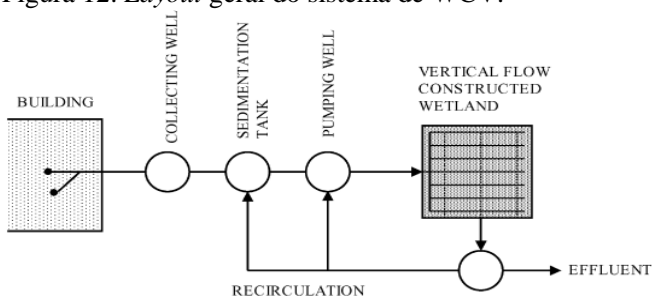 Figura 12. Layout geral do sistema de WCV.
BUILDING
COLLECTING WELL
SEDIMENTATION
TANK
PUMPING WELL
VERTICAL FLOW
CONSTRUCTED
WETLAND
RECIRCULATION
EFFLUENT